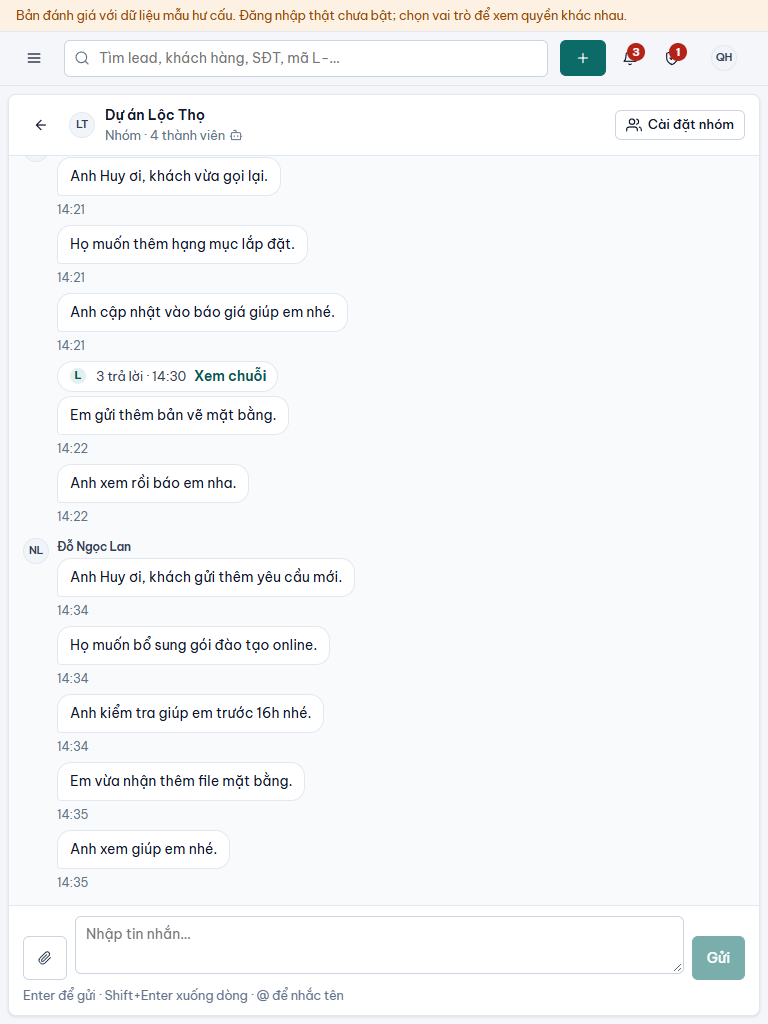 Bản đánh giá với dữ liệu mẫu hư cấu. Đăng nhập thật chưa bật; chọn vai trò để xem quyền khác nhau.
Tìm lead, khách hàng, SĐT, mã L-...
3
1
QH
LT
Dự án Lộc Thọ
Nhóm · 4 thành viên
Cài đặt nhóm
Anh Huy ơi, khách vừa gọi lại.
14:21
Họ muốn thêm hạng mục lắp đặt.
14:21
Anh cập nhật vào báo giá giúp em nhé.
14:21
L 3 trả lời · 14:30 Xem chuỗi
Em gửi thêm bản vẽ mặt bằng.
14:22
Anh xem rồi báo em nha.
14:22
NL
Đỗ Ngọc Lan
Anh Huy ơi, khách gửi thêm yêu cầu mới.
14:34
Họ muốn bổ sung gói đào tạo online.
14:34
Anh kiểm tra giúp em trước 16h nhé.
14:34
Em vừa nhận thêm file mặt bằng.
14:35
Anh xem giúp em nhé.
14:35
Nhập tin nhắn...
Gửi
Enter để gửi · Shift+Enter xuống dòng · @ để nhắc tên